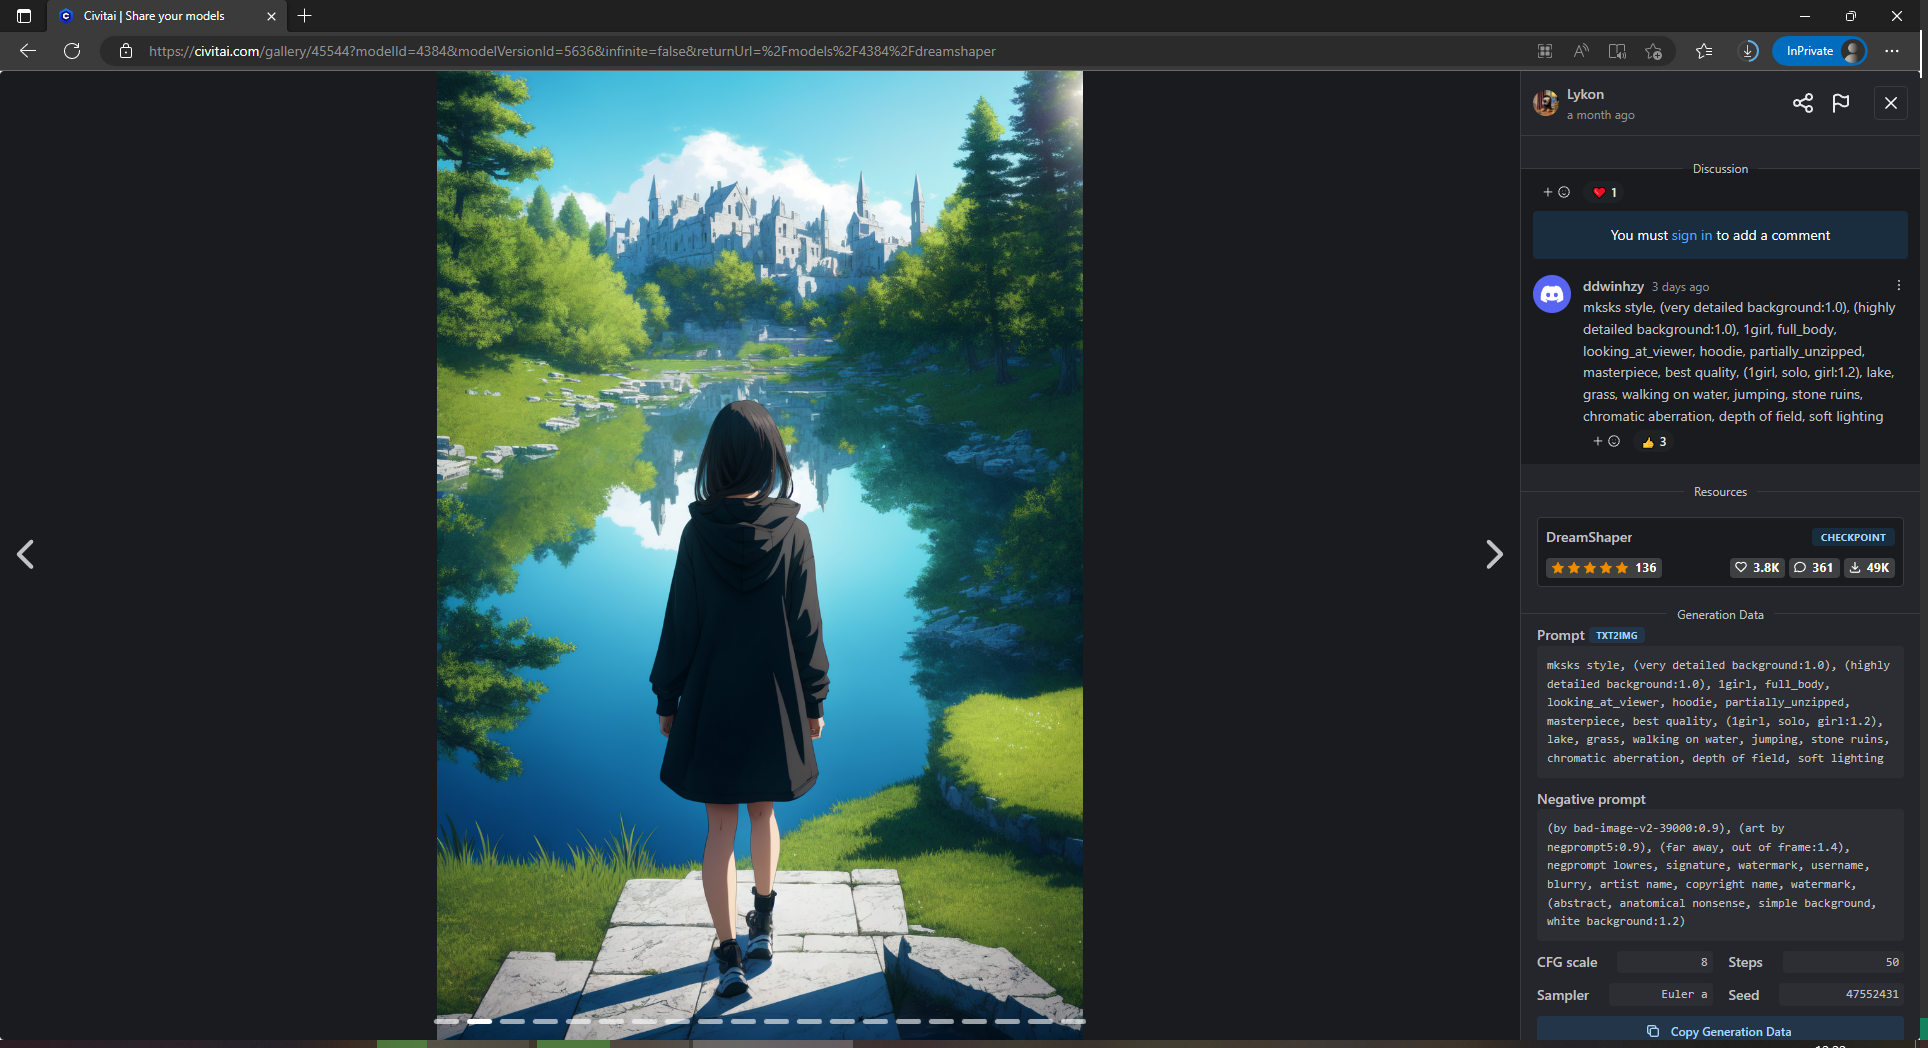 Civitai | Share your models
https://civitai.com/gallery/45544?modelId=4384&modelVersionId=5636&infinite=false&returnUrl=%2Fmodels%2F4384%2Fdreamshaper
InPrivate
Lykon
a month ago
Discussion
1
You must sign in to add a comment
ddwinhzy 3 days ago
mksks style, (very detailed background:1.0), (highly
detailed background:1.0), 1girl, full_body,
looking_at_viewer, hoodie, partially_unzipped,
masterpiece, best quality, (1girl, solo, girl:1.2), lake,
grass, walking on water, jumping, stone ruins,
chromatic aberration, depth of field, soft lighting
3
Resources
DreamShaper CHECKPOINT
136 3.8K 361 49K
Generation Data
Prompt TXT2IMG
mksks style, (very detailed background:1.0), (highly
detailed background:1.0), 1girl, full_body,
looking_at_viewer, hoodie, partially_unzipped,
masterpiece, best quality, (1girl, solo, girl:1.2),
lake, grass, walking on water, jumping, stone ruins,
chromatic aberration, depth of field, soft lighting
Negative prompt
(by bad-image-v2-39000:0.9), (art by
negprompt5:0.9), (far away, out of frame:1.4),
negprompt lowres, signature, watermark, username,
blurry, artist name, copyright name, watermark,
(abstract, anatomical nonsense, simple background,
white background:1.2)
CFG scale 8 Steps 50
Sampler Euler a Seed 47552431
Copy Generation Data